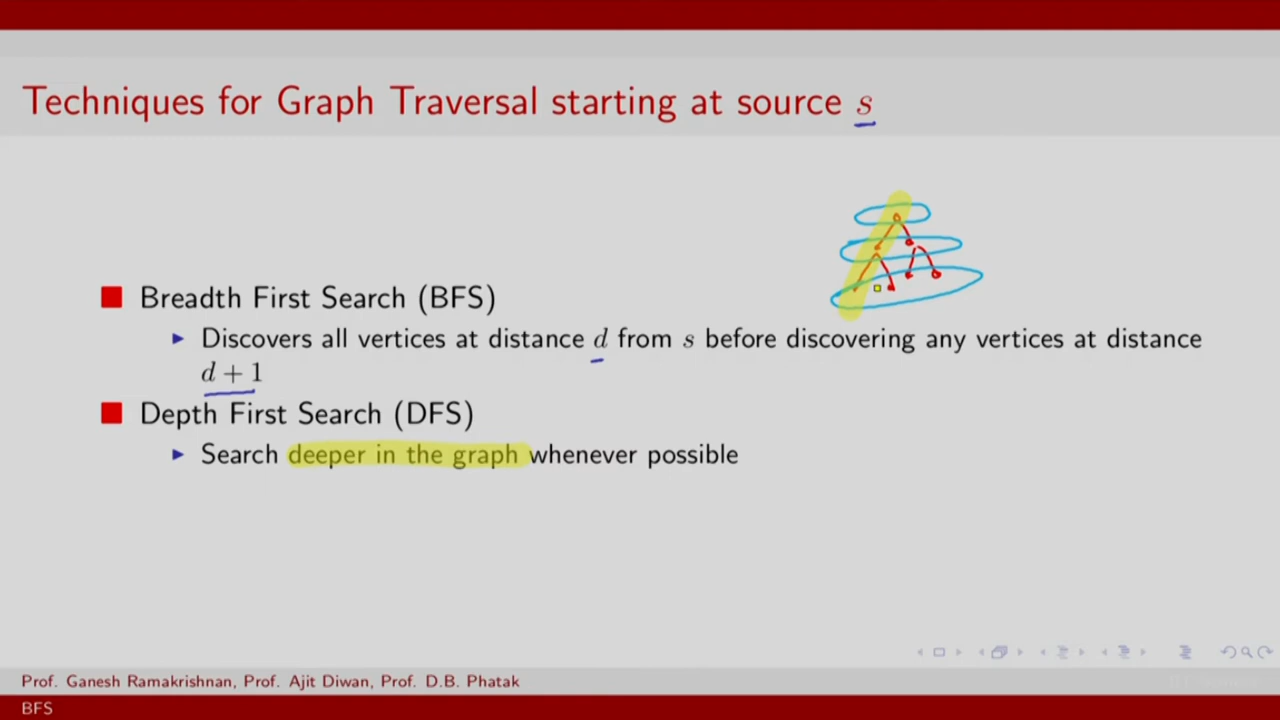 Techniques for Graph Traversal starting at source s
Breadth First Search (BFS)
Discovers all vertices at distance d from s before discovering any vertices at distance
d + 1
Depth First Search (DFS)
Search deeper in the graph whenever possible
Prof. Ganesh Ramakrishnan, Prof. Ajit Diwan, Prof. D.B. Phatak
BFS